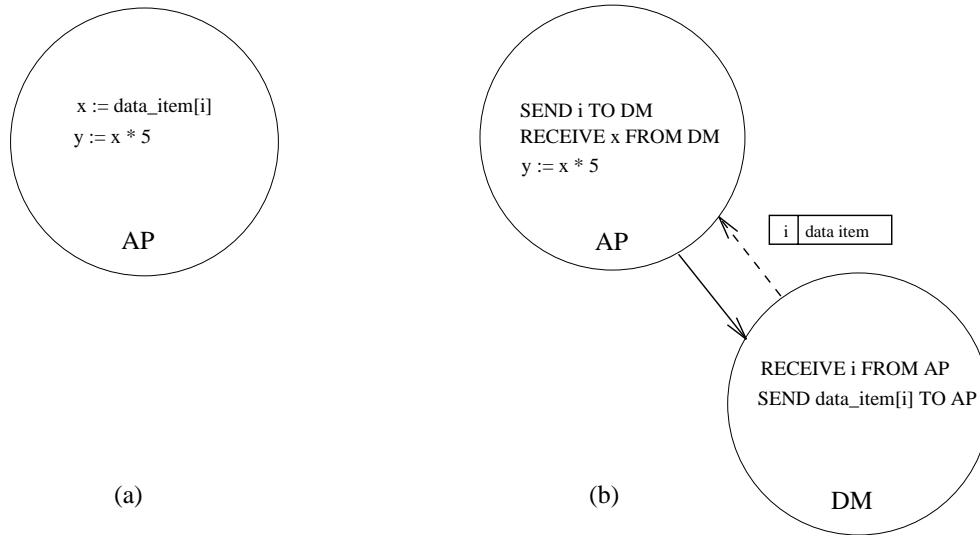 x := data_item[i]
y := x * 5
AP
(a)
SEND i TO DM
RECEIVE x FROM DM
y := x * 5
AP
i data item
RECEIVE i FROM AP
SEND data_item[i] TO AP
DM
(b)